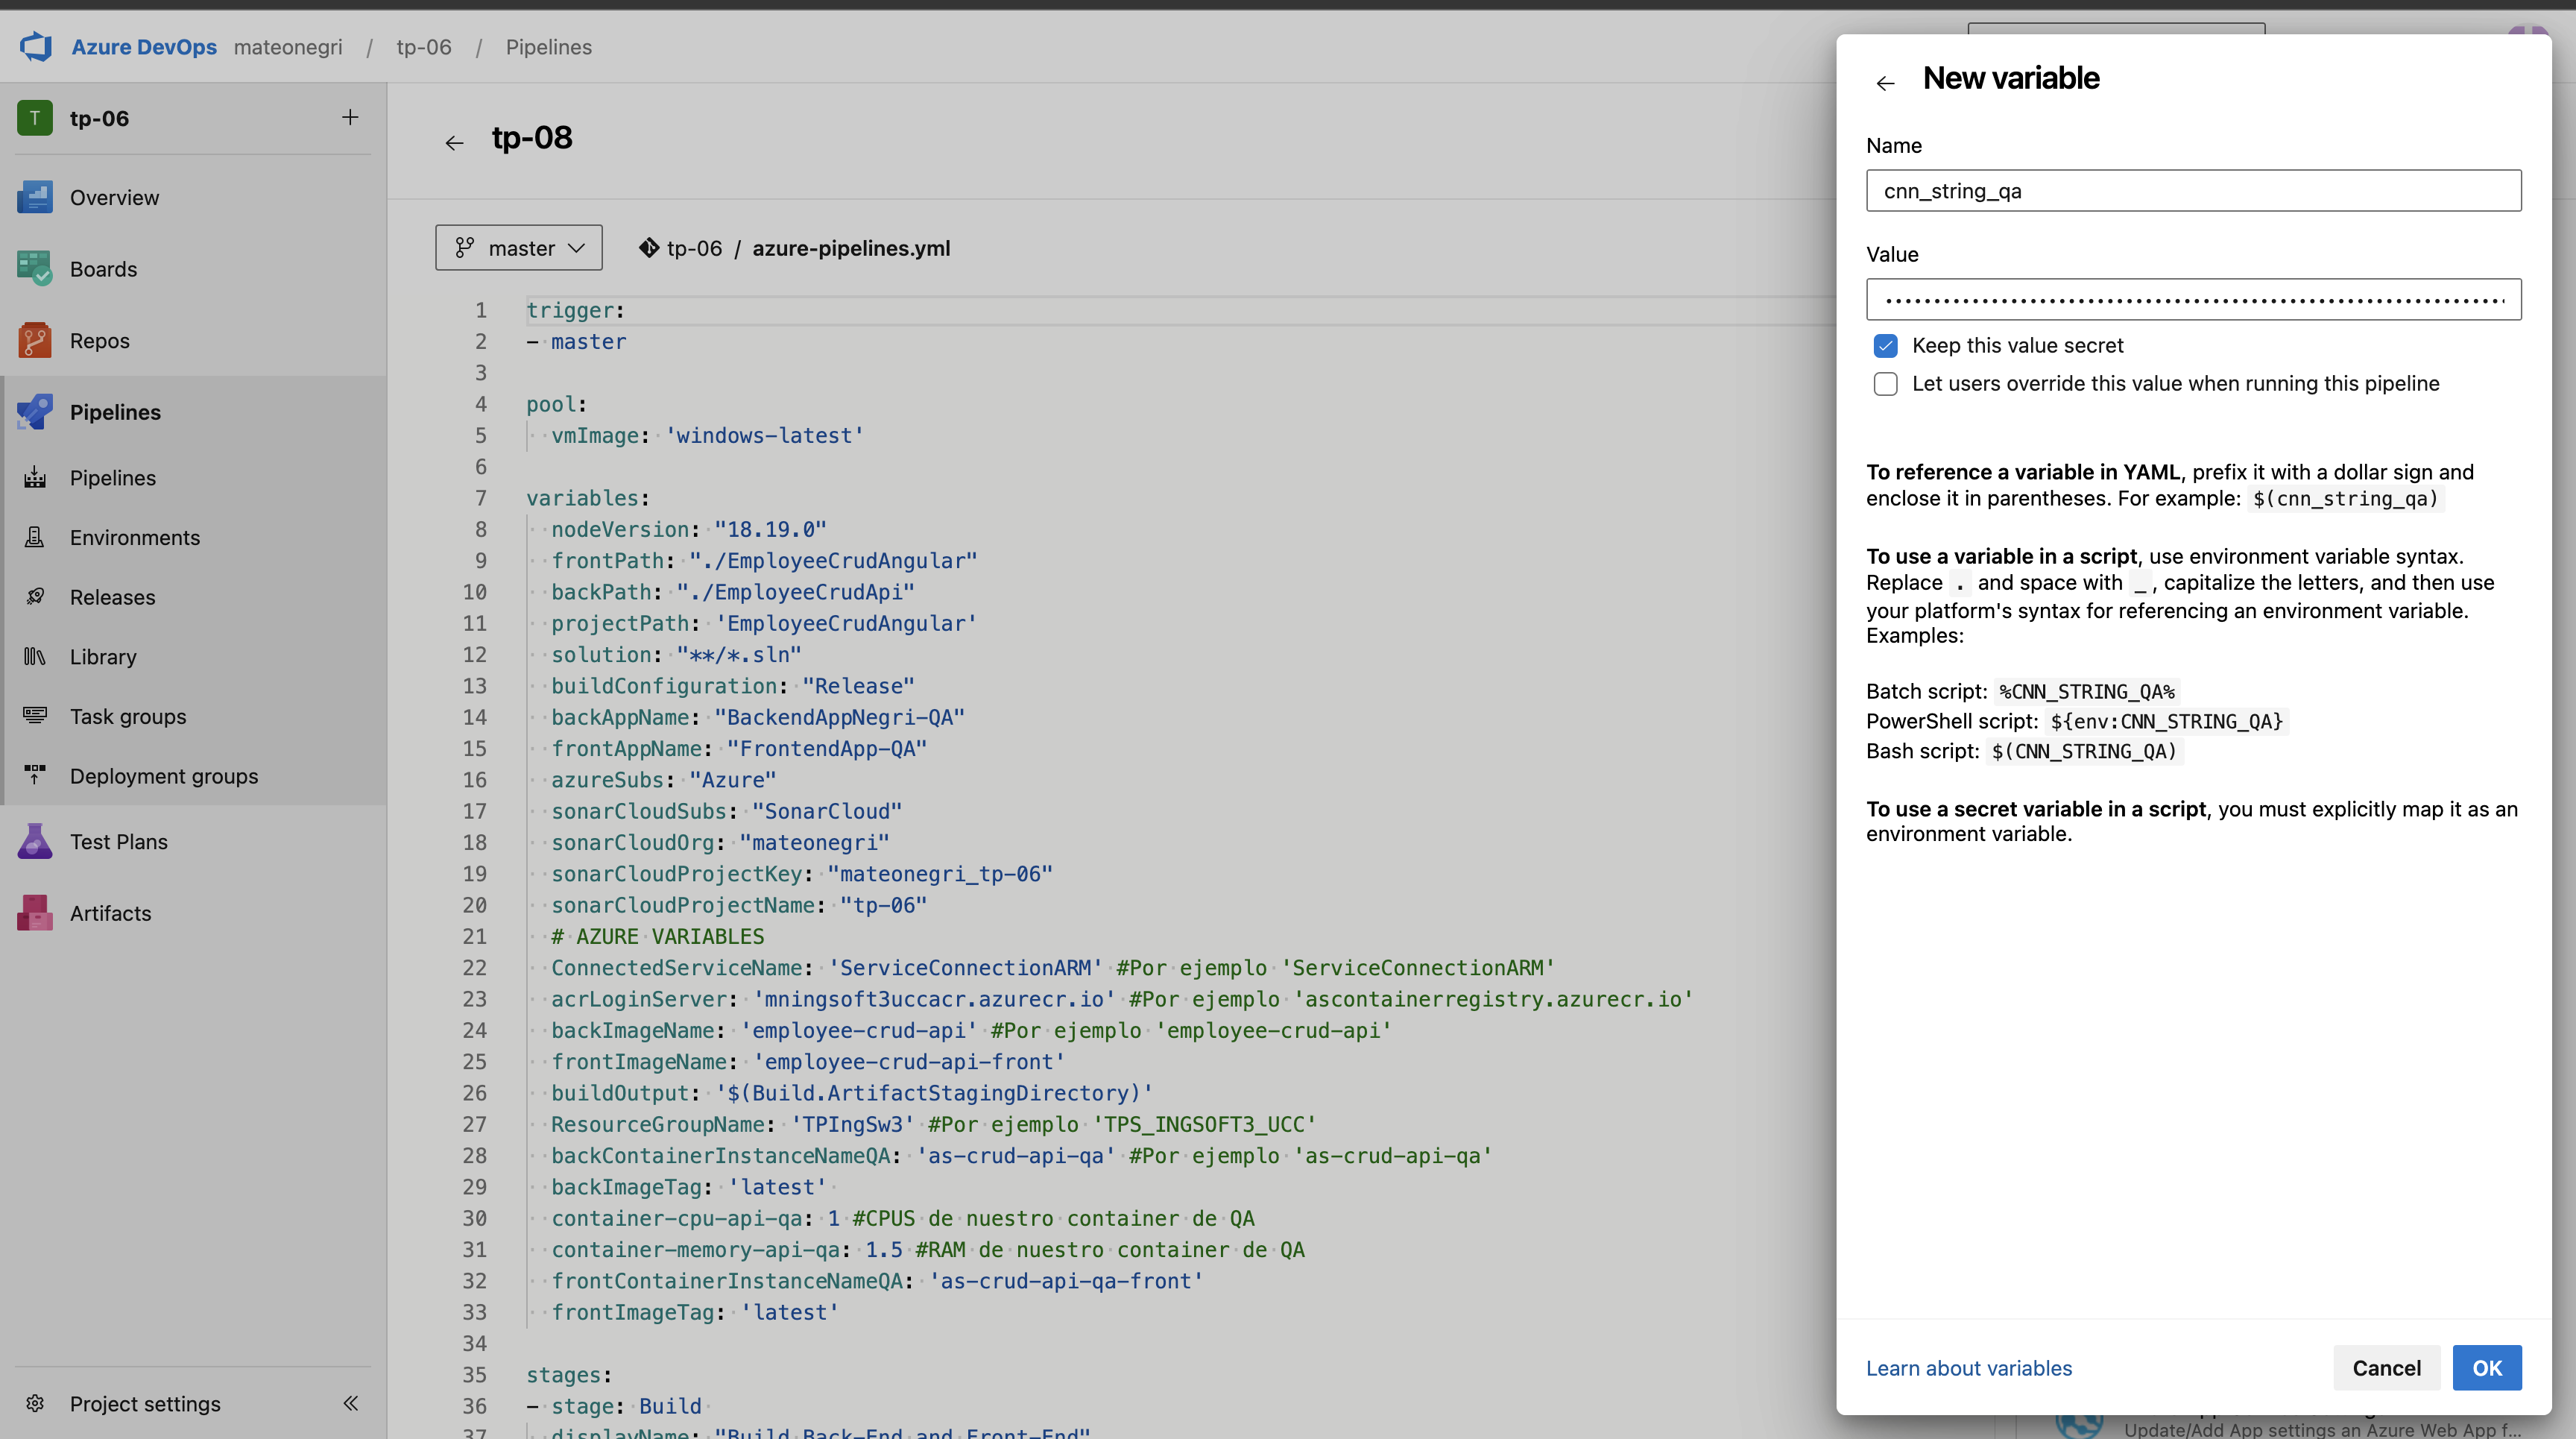 Azure DevOps mateonegri / tp-06 / Pipelines
T tp-06
Overview
Boards
Repos
Pipelines
Pipelines
Environments
Releases
Library
Task groups
Deployment groups
Test Plans
Artifacts
Project settings
tp-08
master tp-06 / azure-pipelines.yml
1 trigger:
2 - master
3
4 pool:
5 vmImage: 'windows-latest'
6
7 variables:
8 nodeVersion: "18.19.0"
9 frontPath: "./EmployeeCrudAngular"
10 backPath: "./EmployeeCrudApi"
11 projectPath: 'EmployeeCrudAngular'
12 solution: "**/*.sln"
13 buildConfiguration: "Release"
14 backAppName: "BackendAppNegri-QA"
15 frontAppName: "FrontendApp-QA"
16 azureSubs: "Azure"
17 sonarCloudSubs: "SonarCloud"
18 sonarCloudOrg: "mateonegri"
19 sonarCloudProjectKey: "mateonegri_tp-06"
20 sonarCloudProjectName: "tp-06"
21 # AZURE VARIABLES
22 ConnectedServiceName: 'ServiceConnectionARM' #Por ejemplo 'ServiceConnectionARM'
23 acrLoginServer: 'mningsoft3uccacr.azurecr.io' #Por ejemplo 'ascontainerregistry.azurecr.io'
24 backImageName: 'employee-crud-api' #Por ejemplo 'employee-crud-api'
25 frontImageName: 'employee-crud-api-front'
26 buildOutput: '$(Build.ArtifactStagingDirectory)'
27 ResourceGroupName: 'TPIngSw3' #Por ejemplo 'TPS_INGSOFT3_UCC'
28 backContainerInstanceNameQA: 'as-crud-api-qa' #Por ejemplo 'as-crud-api-qa'
29 backImageTag: 'latest'
30 container-cpu-api-qa: 1 #CPUS de nuestro container de QA
31 container-memory-api-qa: 1.5 #RAM de nuestro container de QA
32 frontContainerInstanceNameQA: 'as-crud-api-qa-front'
33 frontImageTag: 'latest'
34
35 stages:
36 - stage: Build
37 displayName: "Build Back-End and Front-End"
New variable
Name
cnn_string_qa
Value
Keep this value secret
Let users override this value when running this pipeline
To reference a variable in YAML, prefix it with a dollar sign and
enclose it in parentheses. For example: $(cnn_string_qa)
To use a variable in a script, use environment variable syntax.
Replace . and space with _, capitalize the letters, and then use
your platform's syntax for referencing an environment variable.
Examples:
Batch script: %CNN_STRING_QA%
PowerShell script: ${env:CNN_STRING_QA}
Bash script: $(CNN_STRING_QA)
To use a secret variable in a script, you must explicitly map it as an
environment variable.
Learn about variables Cancel OK
Update/Add App settings an Azure Web App f...